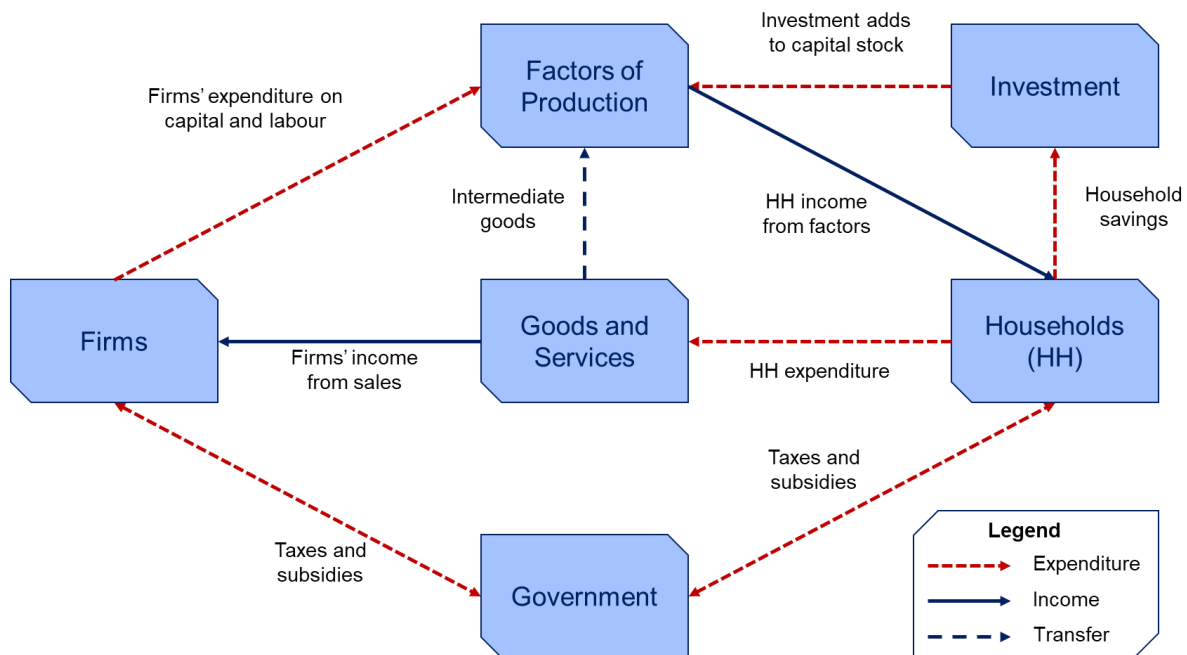 Investment adds
to capital stock
Factors of
Production
Investment
Firms’ expenditure on
capital and labour
Intermediate
goods
HH income
from factors
Household
savings
Firms
Goods and
Services
Households
(HH)
Firms’ income
from sales
HH expenditure
Taxes and
subsidies
Taxes and
subsidies
Government
Legend
Expenditure
Income
Transfer